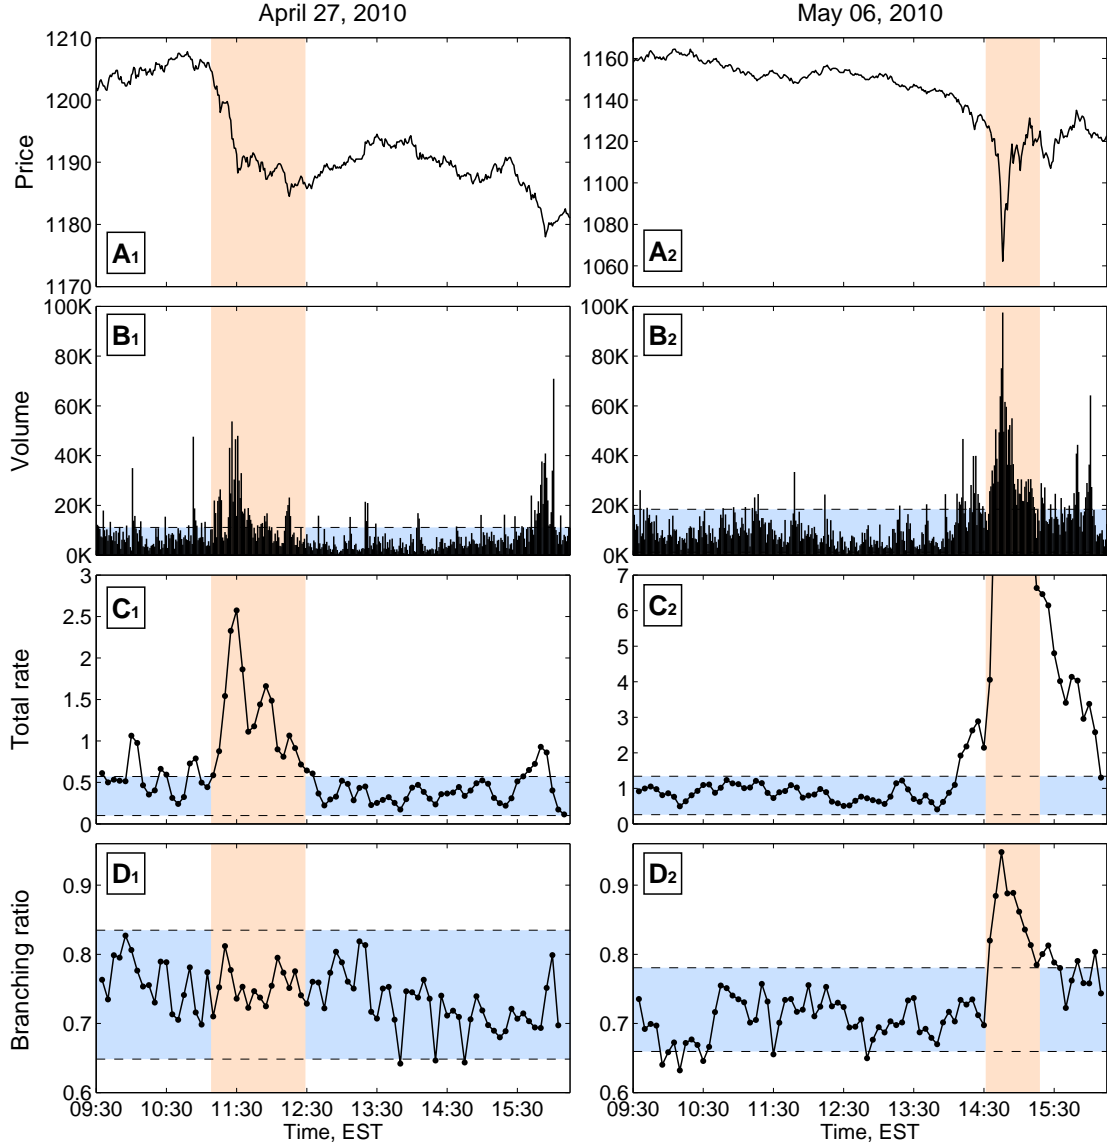 April 27, 2010
May 06, 2010
Price
1210
1200
1190
1180
1170
A1
1160
1140
1120
1100
1080
1060
A2
Volume
100K
80K
60K
40K
20K
0K
B1
100K
80K
60K
40K
20K
0K
B2
Total rate
3
2.5
2
1.5
1
0.5
0
C1
7
6
5
4
3
2
1
0
C2
Branching ratio
0.9
0.8
0.7
0.6
D1
0.9
0.8
0.7
0.6
D2
09:30 10:30 11:30 12:30 13:30 14:30 15:30
09:30 10:30 11:30 12:30 13:30 14:30 15:30
Time, EST
Time, EST